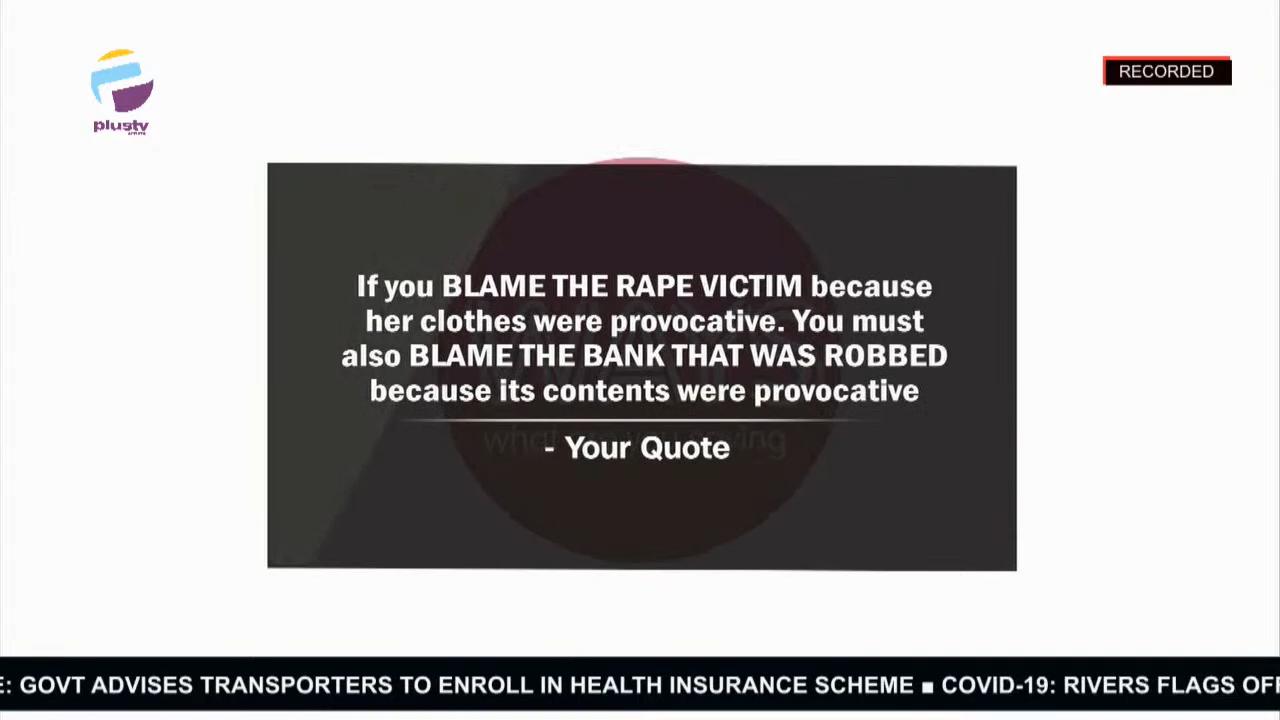 plustv
RECORDED
If you BLAME THE RAPE VICTIM because
her clothes were provocative. You must
also BLAME THE BANK THAT WAS ROBBED
because its contents were provocative
- Your Quote
E: GOVT ADVISES TRANSPORTERS TO ENROLL IN HEALTH INSURANCE SCHEME ■ COVID-19: RIVERS FLAGS OFF